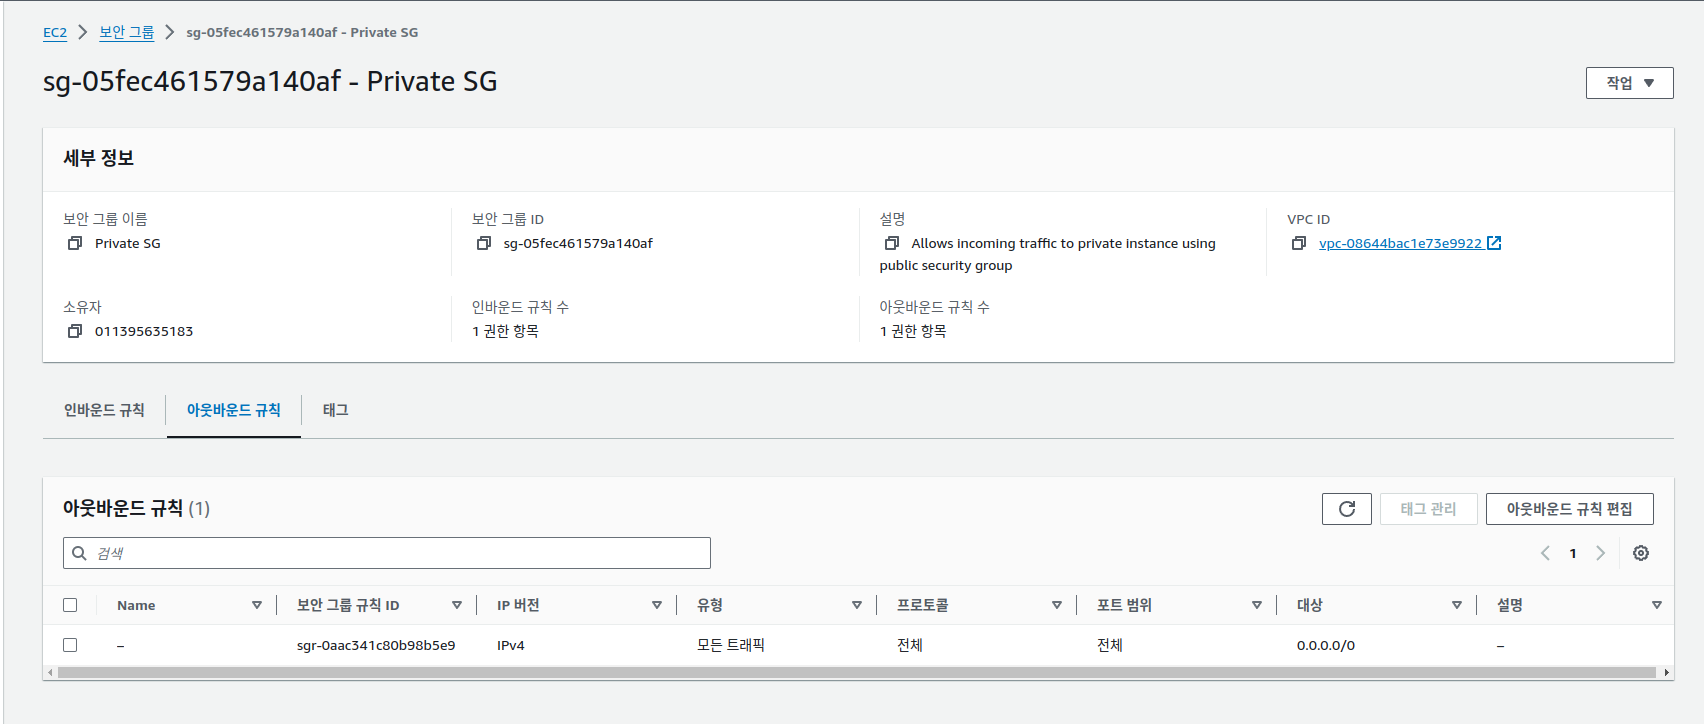 EC2 > 보안 그룹 > sg-05fec461579a140af - Private SG
sg-05fec461579a140af - Private SG
작업
세부 정보
보안 그룹 이름
Private SG
보안 그룹 ID
sg-05fec461579a140af
설명
Allows incoming traffic to private instance using
public security group
VPC ID
vpc-08644bac1e73e9922
소유자
011395635183
인바운드 규칙 수
1 권한 항목
아웃바운드 규칙 수
1 권한 항목
인바운드 규칙 아웃바운드 규칙 태그
아웃바운드 규칙 (1)
태그 관리
아웃바운드 규칙 편집
검색
1
Name 보안 그룹 규칙 ID IP 버전 유형 프로토콜 포트 범위 대상 설명
– sgr-0aac341c80b98b5e9 IPv4 모든 트래픽 전체 전체 0.0.0.0/0 –